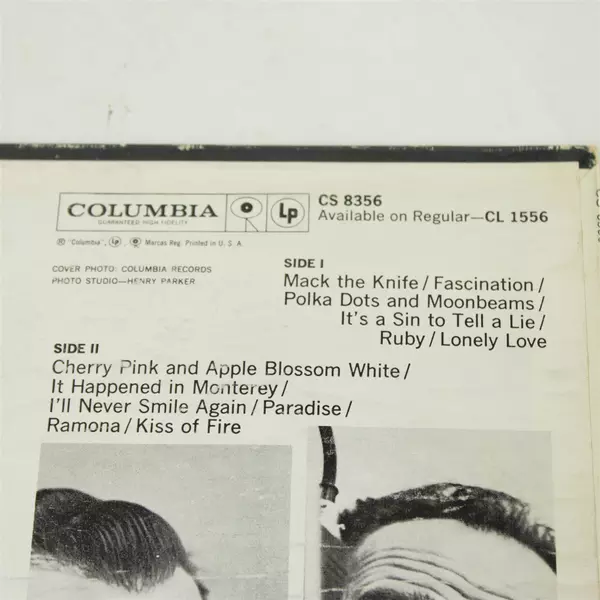 COLUMBIA
GUARANTEED HIGH FIDELITY
Lp
CS 8356
Available on Regular—CL 1556
® "Columbia", Lp, Marcas Reg. Printed in U. S. A.
COVER PHOTO: COLUMBIA RECORDS
PHOTO STUDIO—HENRY PARKER
SIDE I
Mack the Knife / Fascination /
Polka Dots and Moonbeams /
It's a Sin to Tell a Lie /
Ruby / Lonely Love
SIDE II
Cherry Pink and Apple Blossom White /
It Happened in Monterey /
I'll Never Smile Again / Paradise /
Ramona / Kiss of Fire